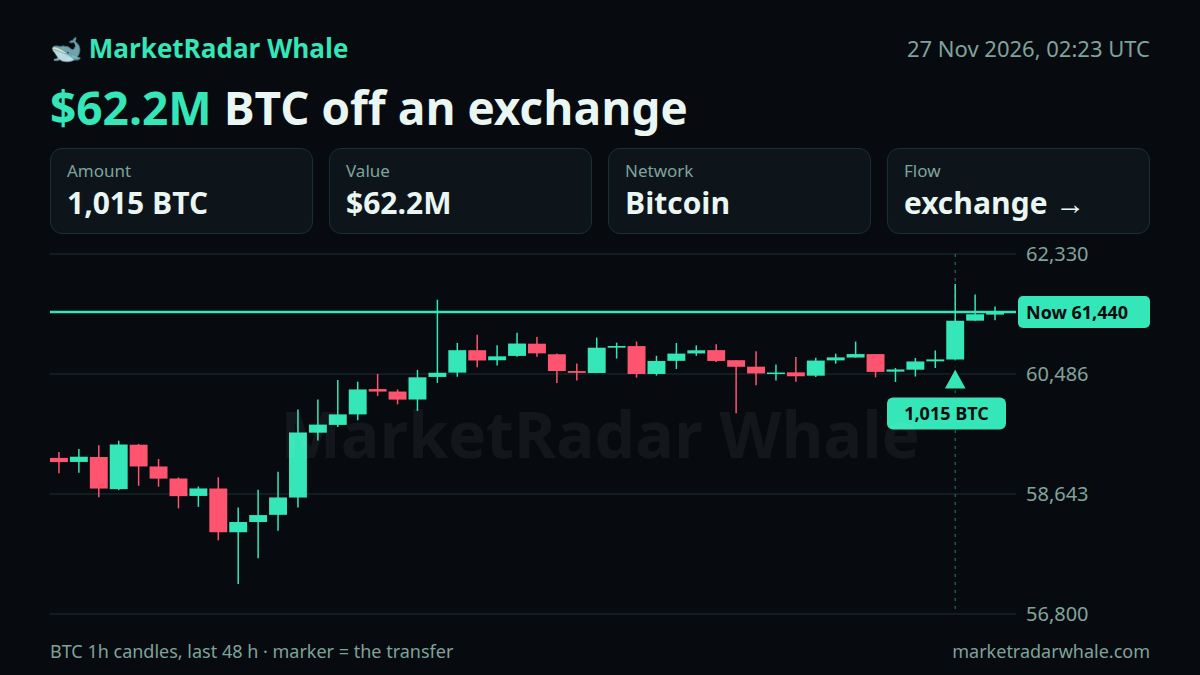 🐋 MarketRadar Whale
27 Nov 2026, 02:23 UTC
$62.2M BTC off an exchange
Amount
1,015 BTC
Value
$62.2M
Network
Bitcoin
Flow
exchange →
62,330
Now 61,440
60,486
1,015 BTC
MarketRadar Whale
58,643
56,800
BTC 1h candles, last 48 h · marker = the transfer
marketradarwhale.com